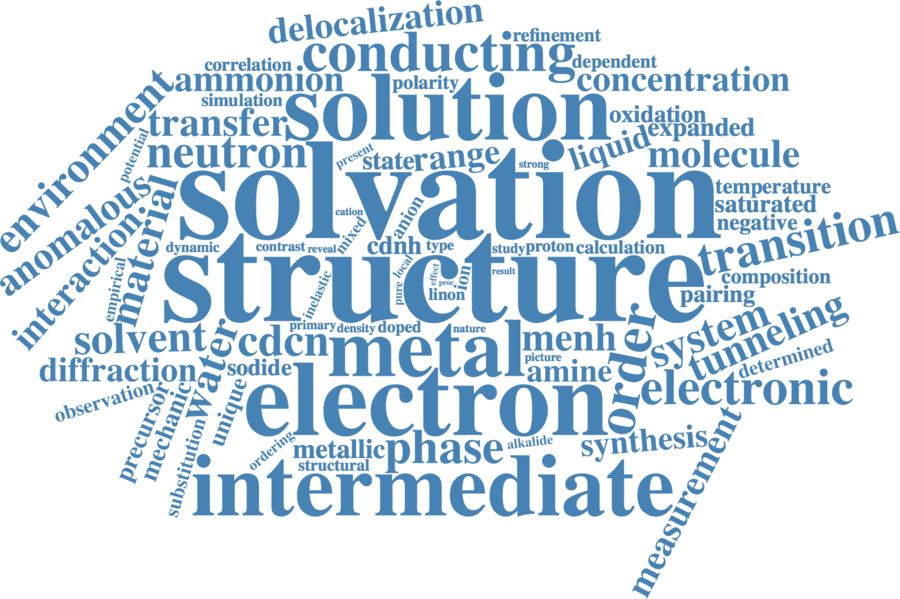 delocalization
refinement
conducting
correlation
dependent
ammonion
polarity
concentration
simulation
solution
oxidation
environment
transfer
expanded
potential
neutron
present
state
range
strong
liquid
molecule
solvation
temperature
anomalous
cation
saturated
interaction
material
mixed
anion
negative
dynamic
contrast
reveal
cdnh
type
study
proton
calculation
transition
structure
empirical
inelastic
pure
local
effect
proc
ion
result
composition
linon
pairing
solvent
water
cdcn
primary
density
doped
nature
metal
menh
order
system
tunneling
picture
diffraction
sodide
amine
determined
observation
precursor
mechanic
unique
electron
electronic
substitution
ordering
metallic
phase
alkalide
synthesis
structural
intermediate
measurement